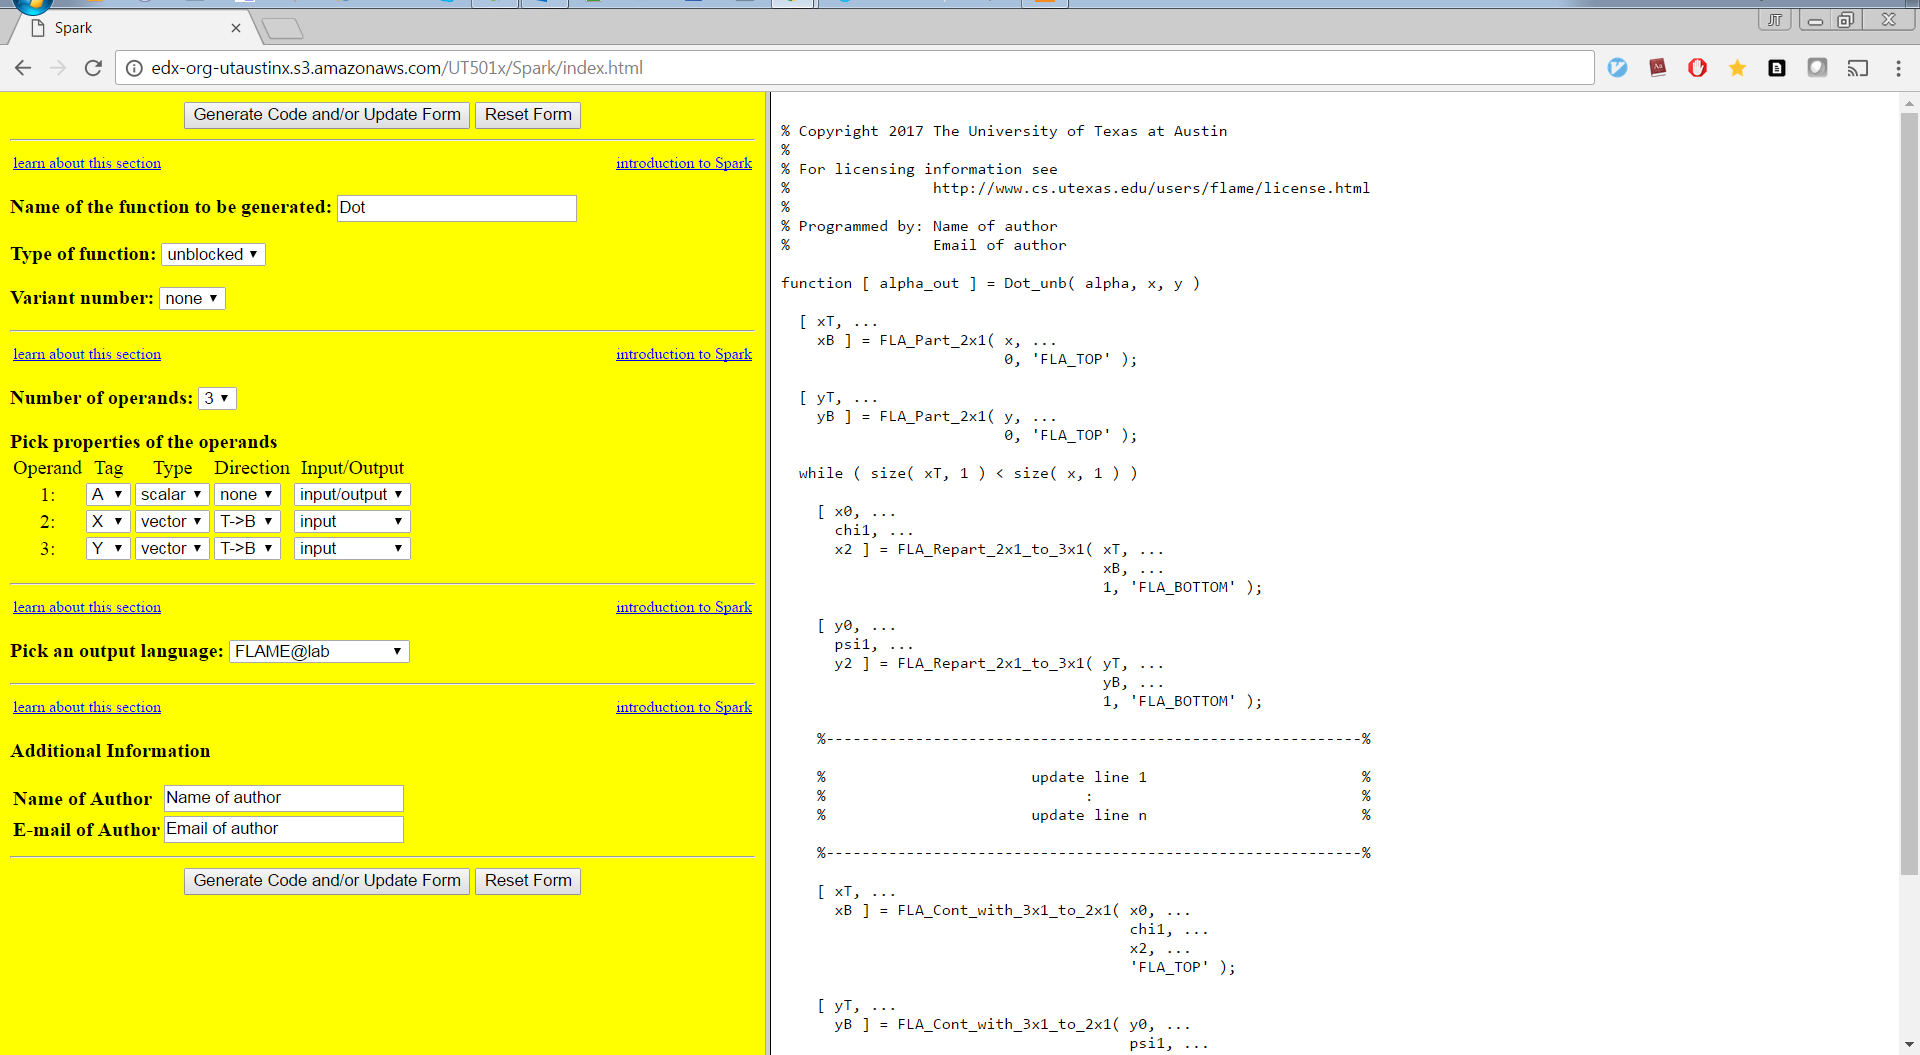 Spark
JT
edx-org-utaustinx.s3.amazonaws.com/UT501x/Spark/index.html
Generate Code and/or Update Form Reset Form
learn about this section introduction to Spark
Name of the function to be generated: Dot
Type of function: unblocked
Variant number: none
learn about this section introduction to Spark
Number of operands: 3
Pick properties of the operands
Operand Tag Type Direction Input/Output
1: A scalar none input/output
2: X vector T->B input
3: Y vector T->B input
learn about this section introduction to Spark
Pick an output language: FLAME@lab
learn about this section introduction to Spark
Additional Information
Name of Author Name of author
E-mail of Author Email of author
Generate Code and/or Update Form Reset Form
% Copyright 2017 The University of Texas at Austin
%
% For licensing information see
% http://www.cs.utexas.edu/users/flame/license.html
%
% Programmed by: Name of author
% Email of author
function [ alpha_out ] = Dot_unb( alpha, x, y )
[ xT, ...
xB ] = FLA_Part_2x1( x, ...
0, 'FLA_TOP' );
[ yT, ...
yB ] = FLA_Part_2x1( y, ...
0, 'FLA_TOP' );
while ( size( xT, 1 ) < size( x, 1 ) )
[ x0, ...
chi1, ...
x2 ] = FLA_Repart_2x1_to_3x1( xT, ...
xB, ...
1, 'FLA_BOTTOM' );
[ y0, ...
psi1, ...
y2 ] = FLA_Repart_2x1_to_3x1( yT, ...
yB, ...
1, 'FLA_BOTTOM' );
%------------------------------------------------------------%
% update line 1 %
% : %
% update line n %
%------------------------------------------------------------%
[ xT, ...
xB ] = FLA_Cont_with_3x1_to_2x1( x0, ...
chi1, ...
x2, ...
'FLA_TOP' );
[ yT, ...
yB ] = FLA_Cont_with_3x1_to_2x1( y0, ...
psi1, ...